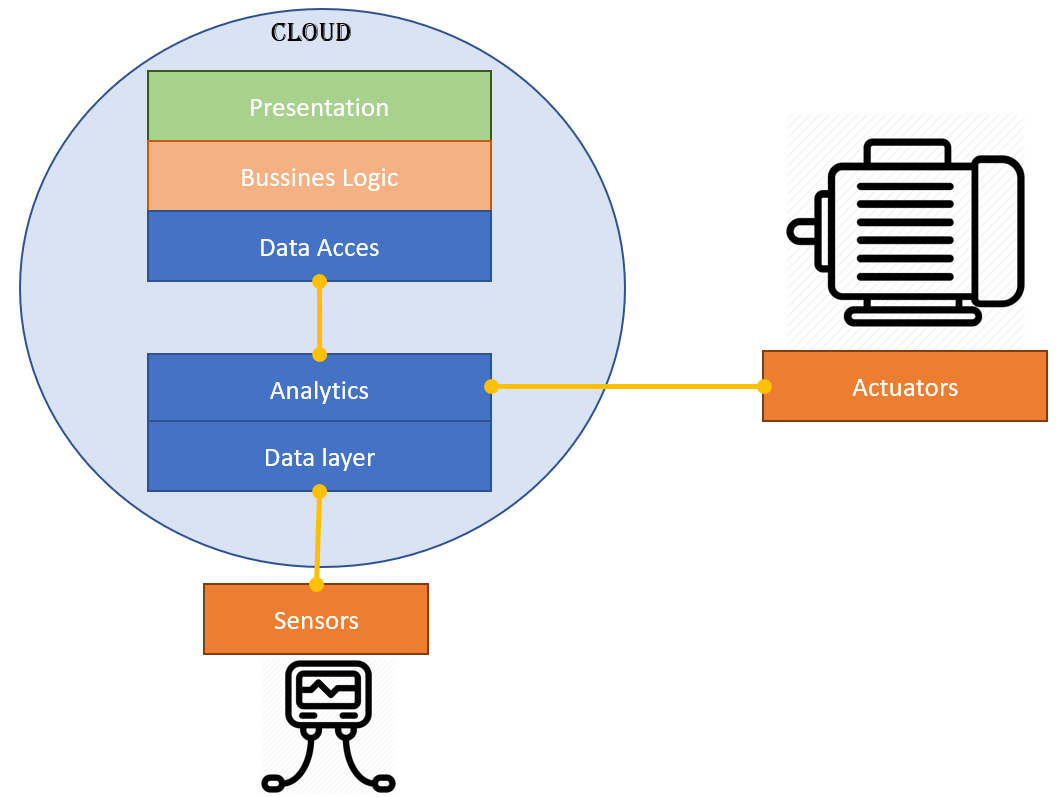 CLOUD
Presentation
Bussines Logic
Data Acces
Analytics
Actuators
Data layer
Sensors